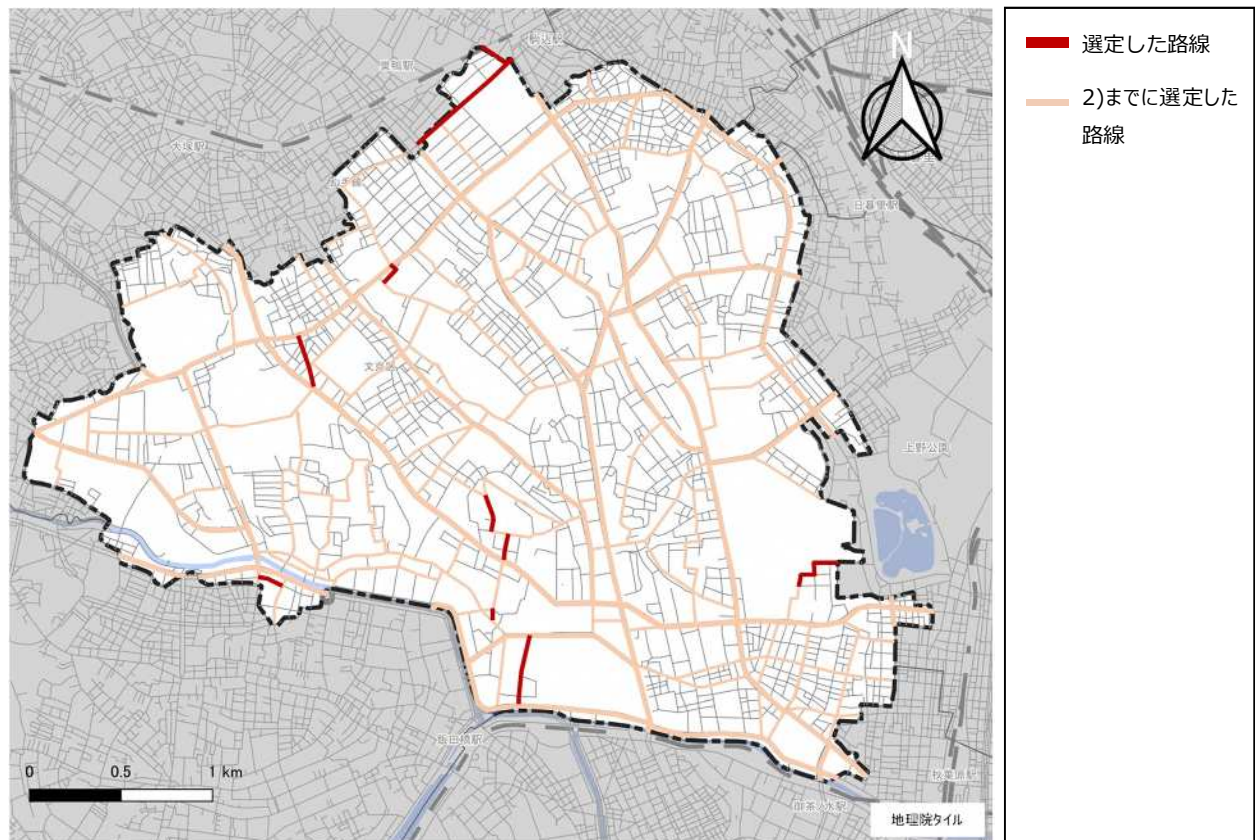 駒込駅
N
巣鴨駅
大塚駅
日暮里駅
文京区
上野公園
飯田橋駅
秋葉原駅
御茶ノ水駅
0 0.5 1 km
地理院タイル
選定した路線
2)までに選定した
路線